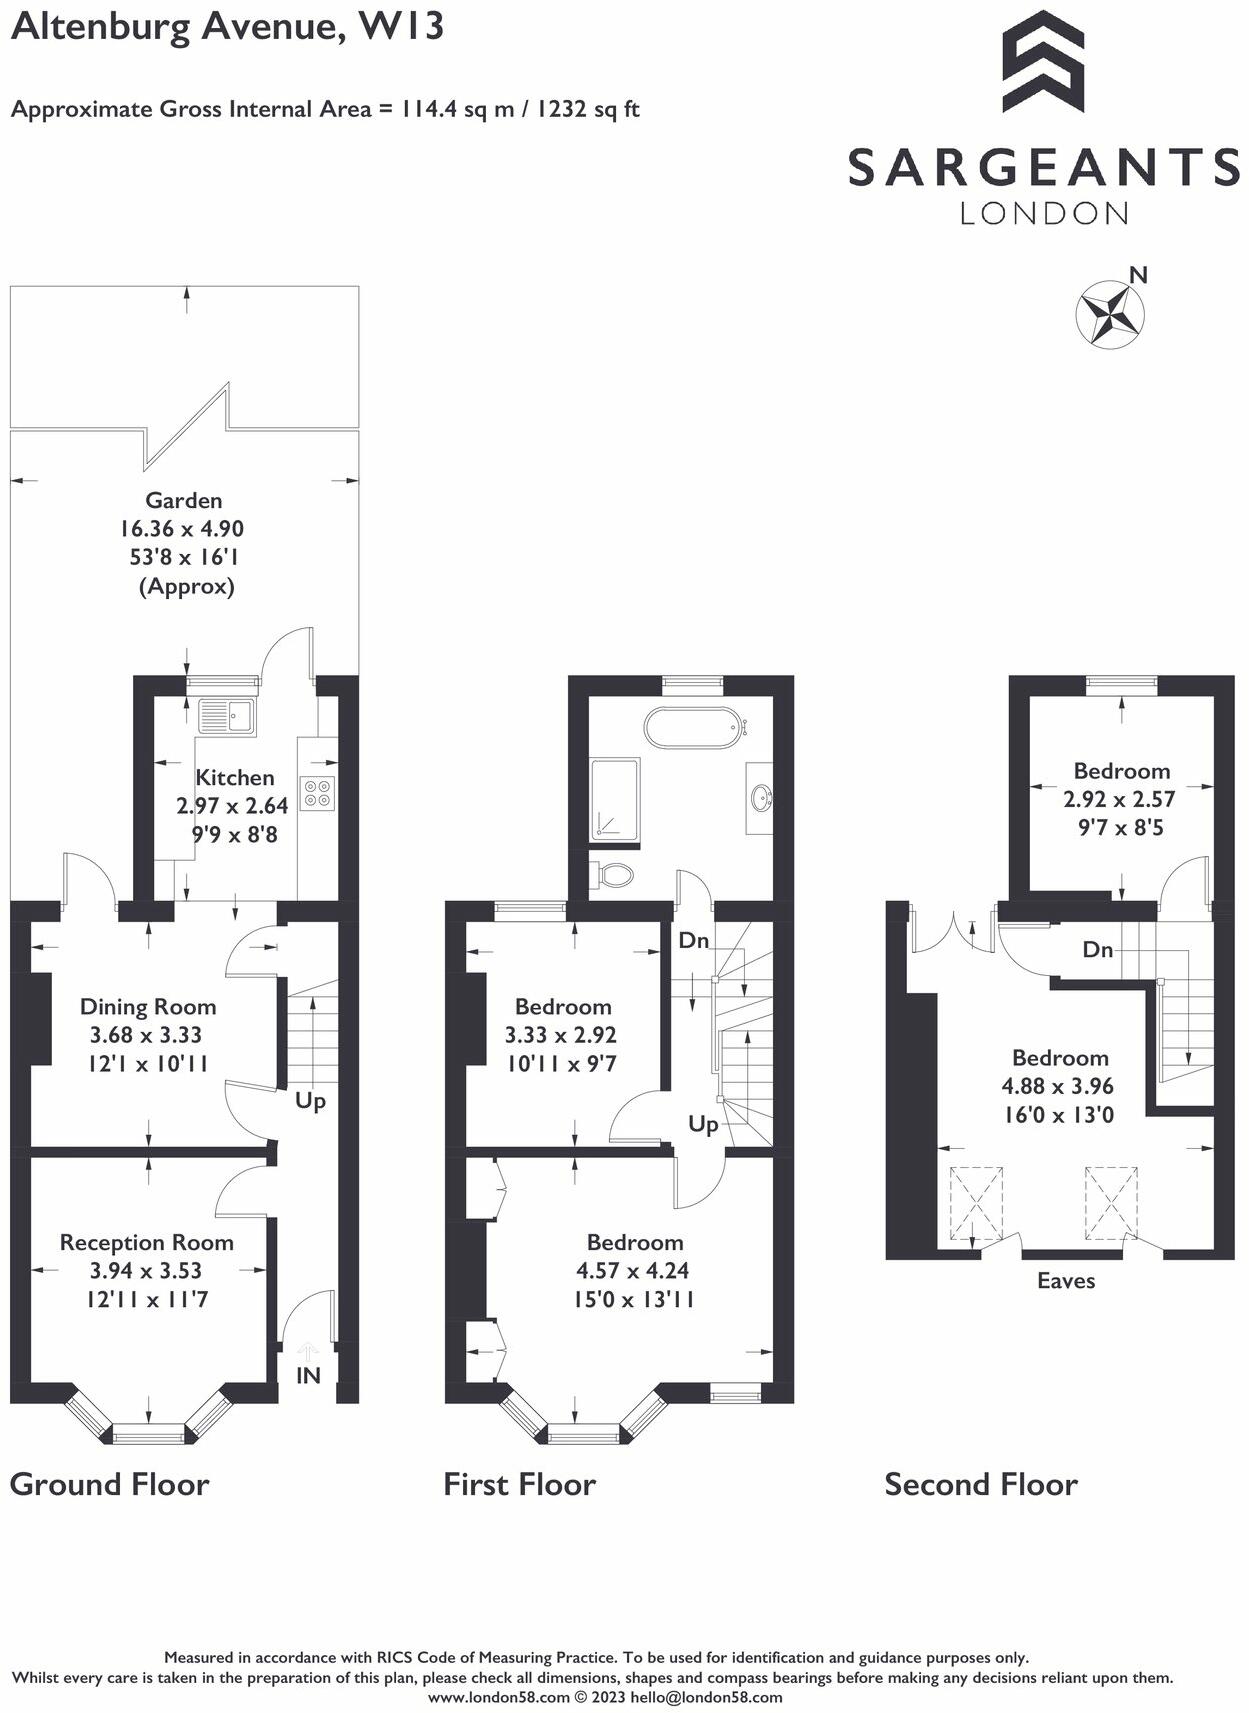 Altenburg Avenue, W13
Approximate Gross Internal Area = 114.4 sq m / 1232 sq ft
SARGEANTS
LONDON
N
Garden
16.36 x 4.90
53'8 x 16'1
(Approx)
Kitchen
2.97 x 2.64
9'9 x 8'8
Dining Room
3.68 x 3.33
12'1 x 10'11
Up
Reception Room
3.94 x 3.53
12'11 x 11'7
IN
Ground Floor
Dn
Bedroom
3.33 x 2.92
10'11 x 9'7
Up
Bedroom
4.57 x 4.24
15'0 x 13'11
First Floor
Bedroom
2.92 x 2.57
9'7 x 8'5
Dn
Bedroom
4.88 x 3.96
16'0 x 13'0
Eaves
Second Floor
Measured in accordance with RICS Code of Measuring Practice. To be used for identification and guidance purposes only.
Whilst every care is taken in the preparation of this plan, please check all dimensions, shapes and compass bearings before making any decisions reliant upon them.
www.london58.com © 2023 hello@london58.com